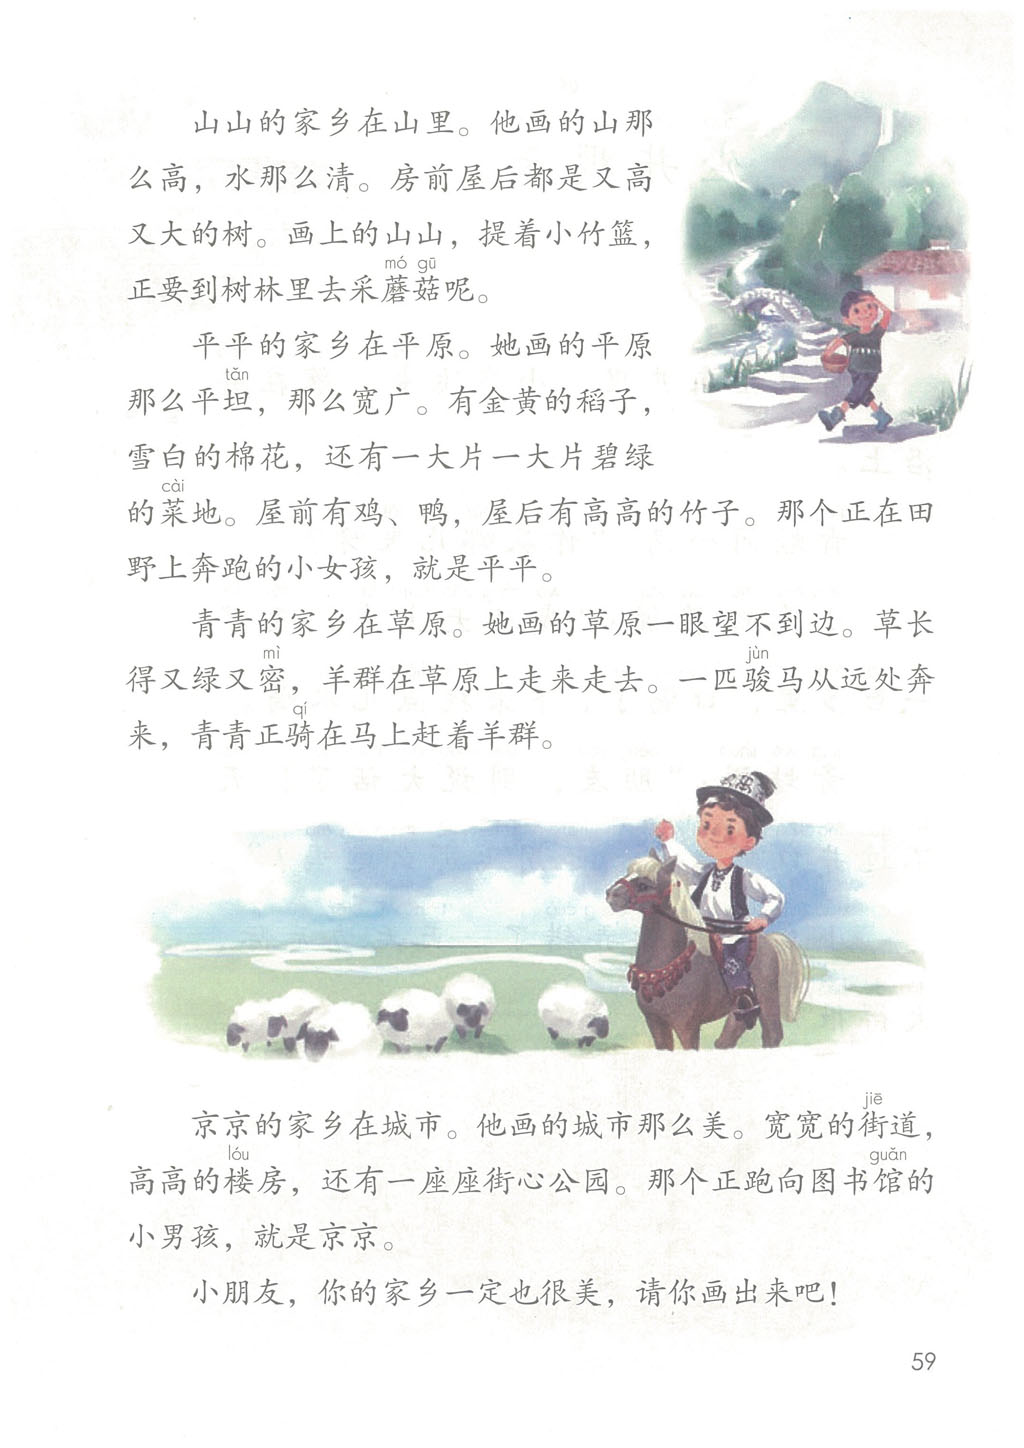 山山的家乡在山里。他画的山那
么高，水那么清。房前屋后都是又高
又大的树。画上的山山，提着小竹篮，
mó gū
正要到树林里去采蘑菇呢。
平平的家乡在平原。她画的平原
tǎn
那么平坦，那么宽广。有金黄的稻子，
雪白的棉花，还有一大片一大片碧绿
cài
的菜地。屋前有鸡、鸭，屋后有高高的竹子。那个正在田
野上奔跑的小女孩，就是平平。
青青的家乡在草原。她画的草原一眼望不到边。草长
mì jùn
得又绿又密，羊群在草原上走来走去。一匹骏马从远处奔
qí
来，青青正骑在马上赶着羊群。
京京的家乡在城市。他画的城市那么美。宽宽的街道，
jiē
lóu guǎn
高高的楼房，还有一座座街心公园。那个正跑向图书馆的
小男孩，就是京京。
小朋友，你的家乡一定也很美，请你画出来吧！
59